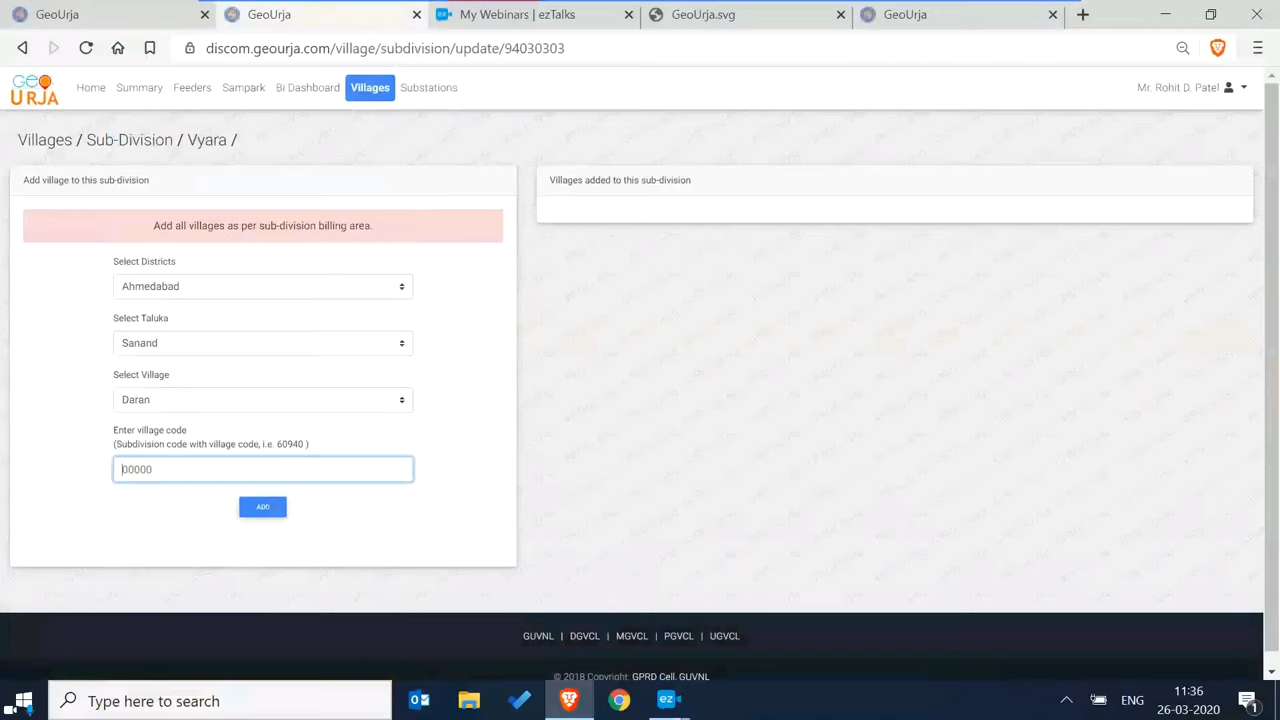 GeoUrja
GeoUrja
My Webinars | ezTalks
GeoUrja
GeoUrja
discom.geourja.com/village/subdivision/update/94030303
GEO
URJA
Home
Summary
Feeders
Sampark
Bi Dashboard
Villages
Substations
Mr. Rohit D. Patel
Villages / Sub-Division / Vyara /
Add village to this sub-division
Add all villages as per sub-division billing area.
Select Districts
Ahmedabad
Select Taluka
Sanand
Select Village
Daran
Enter village code
(Subdivision code with village code, i.e. 60940 )
00000
ADD
Villages added to this sub-division
GUVNL | DGVCL | MGVCL | PGVCL | UGVCL
© 2018 Copyright: GPRD Cell, GUVNL
Type here to search
ez
ENG
11:36
26-03-2020
1